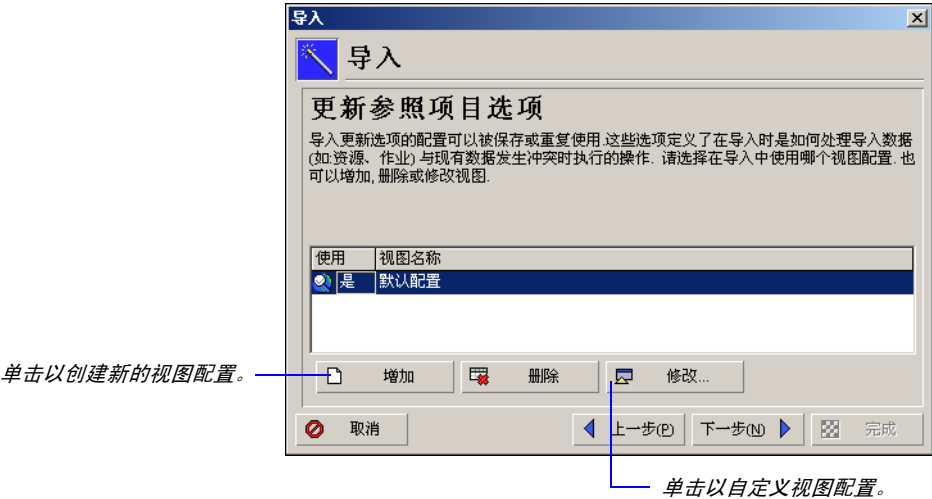 导入
导入
更新参照项目选项
导入更新选项的配置可以被保存或重复使用.这些选项定义了在导入时是如何处理导入数据
(如:资源、作业) 与现有数据发生冲突时执行的操作. 请选择在导入中使用哪个视图配置. 也
可以增加, 删除或修改视图.
使用 视图名称
是 默认配置
单击以创建新的视图配置。
增加 删除 修改...
取消 上一步(P) 下一步(N) 完成
单击以自定义视图配置。